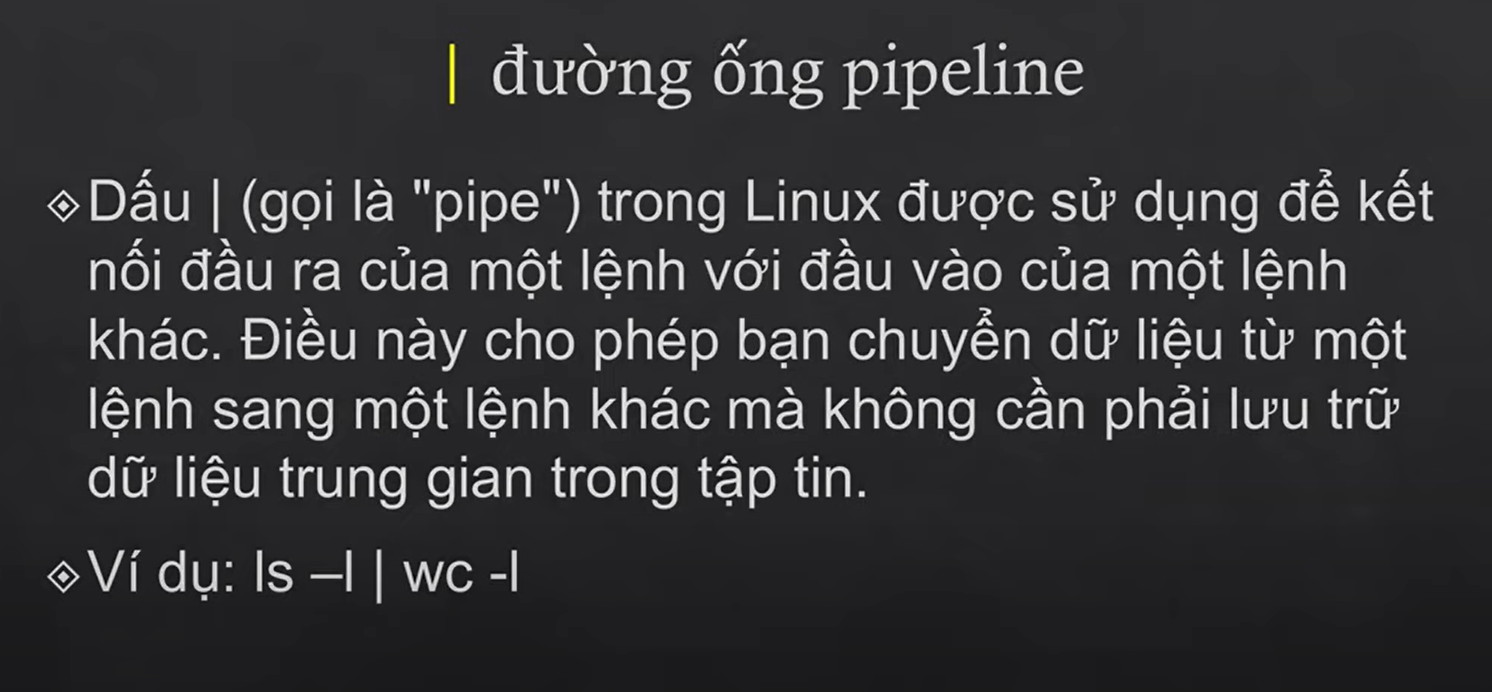 | đường ống pipeline
Dấu | (gọi là "pipe") trong Linux được sử dụng để kết
nối đầu ra của một lệnh với đầu vào của một lệnh
khác. Điều này cho phép bạn chuyển dữ liệu từ một
lệnh sang một lệnh khác mà không cần phải lưu trữ
dữ liệu trung gian trong tập tin.
Ví dụ: ls –l | wc -l